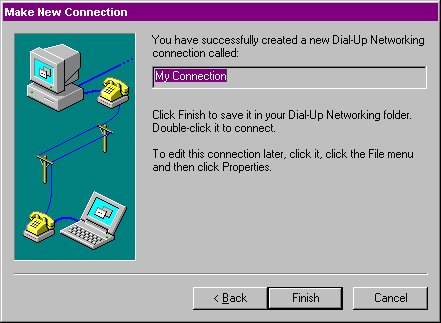 Make New Connection
You have successfully created a new Dial-Up Networking
connection called:
My Connection
Click Finish to save it in your Dial-Up Networking folder.
Double-click it to connect.
To edit this connection later, click it, click the File menu
and then click Properties.
< Back
Finish
Cancel